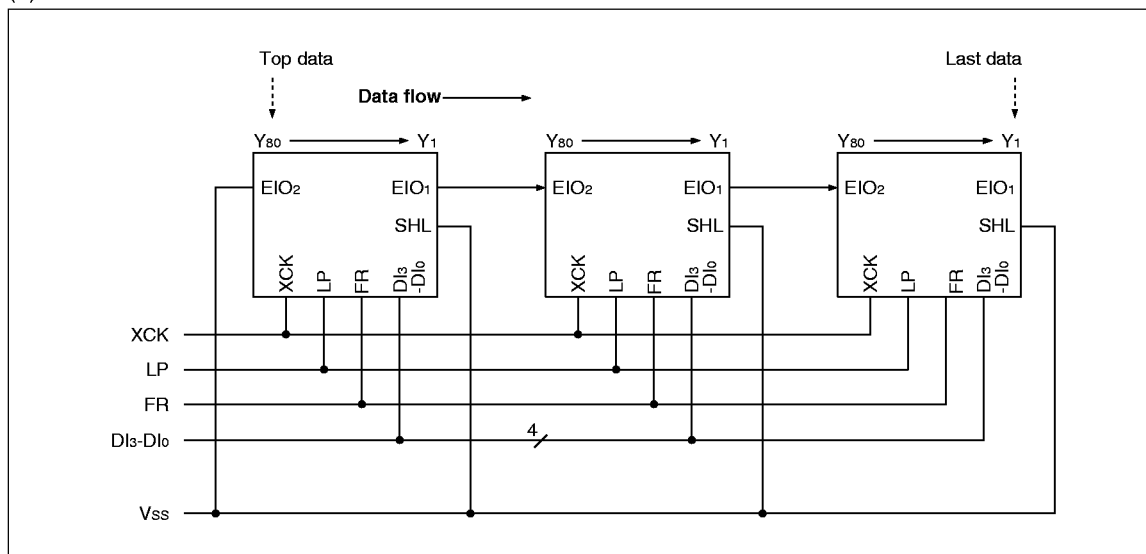 Top data
Last data
Data flow
Y80 Y1
Y80 Y1
Y80 Y1
EIO2 EIO1
EIO2 EIO1
EIO2 EIO1
SHL
SHL
SHL
XCK LP FR DI3-DI0
XCK LP FR DI3-DI0
XCK LP FR DI3-DI0
XCK
LP
FR
DI3-DI0
4
VSS